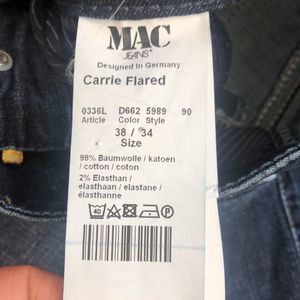 MAC
JEANS®
Designed in Germany
Carrie Flared
0336L D662 5989 90
Article Color Style
38 / 34
Size
98% Baumwolle / katoen
/ cotton / coton
2% Elasthan /
elasthaan / elastane /
élasthanne
40 P